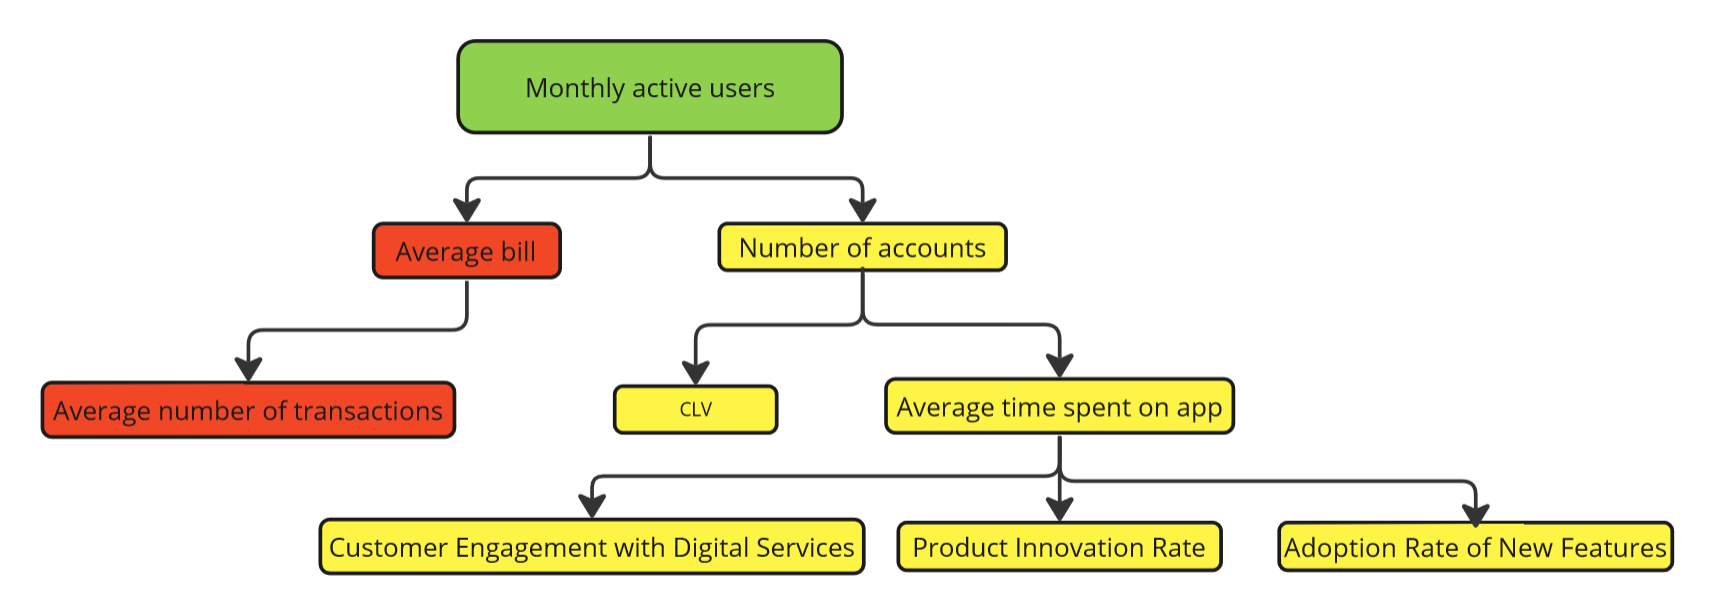 Monthly active users
Average bill
Number of accounts
Average number of transactions
CLV
Average time spent on app
Customer Engagement with Digital Services
Product Innovation Rate
Adoption Rate of New Features